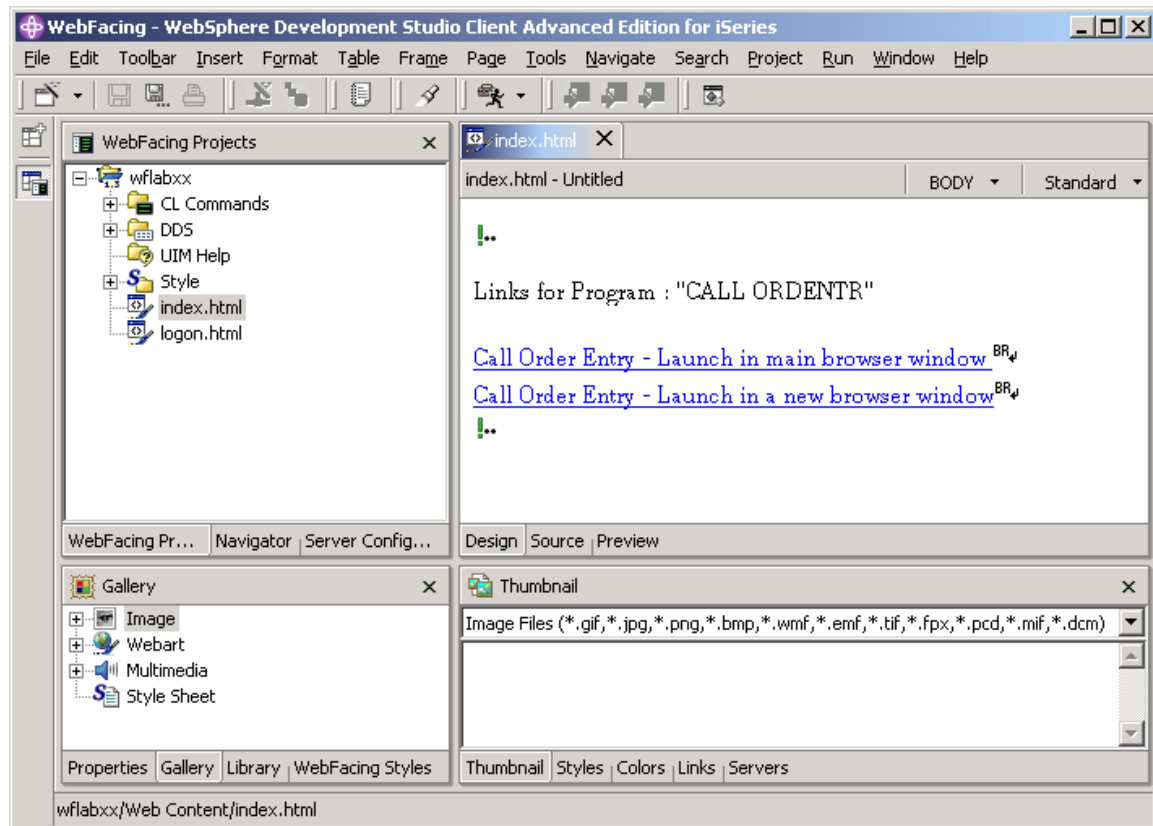 WebFacing - WebSphere Development Studio Client Advanced Edition for iSeries
File Edit Toolbar Insert Format Table Frame Page Tools Navigate Search Project Run Window Help
WebFacing Projects
wflabxx
CL Commands
DDS
UIM Help
Style
index.html
logon.html
WebFacing Pr... Navigator Server Config...
index.html
index.html - Untitled
BODY
Standard
Links for Program : "CALL ORDENTR"
Call Order Entry - Launch in main browser window BR
Call Order Entry - Launch in a new browser window BR
Design Source Preview
Gallery
Image
Webart
Multimedia
Style Sheet
Properties Gallery Library WebFacing Styles
Thumbnail
Image Files (*.gif,*.jpg,*.png,*.bmp,*.wmf,*.emf,*.tif,*.fpx,*.pcd,*.mif,*.dcm)
Thumbnail Styles Colors Links Servers
wflabxx/Web Content/index.html